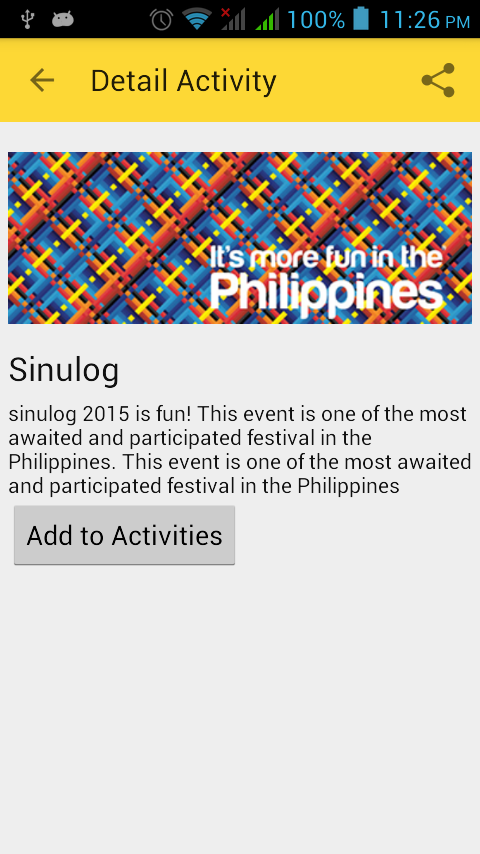 100% 11:26 PM
Detail Activity
It's more fun in the
Philippines
Sinulog
sinulog 2015 is fun! This event is one of the most
awaited and participated festival in the
Philippines. This event is one of the most awaited
and participated festival in the Philippines
Add to Activities